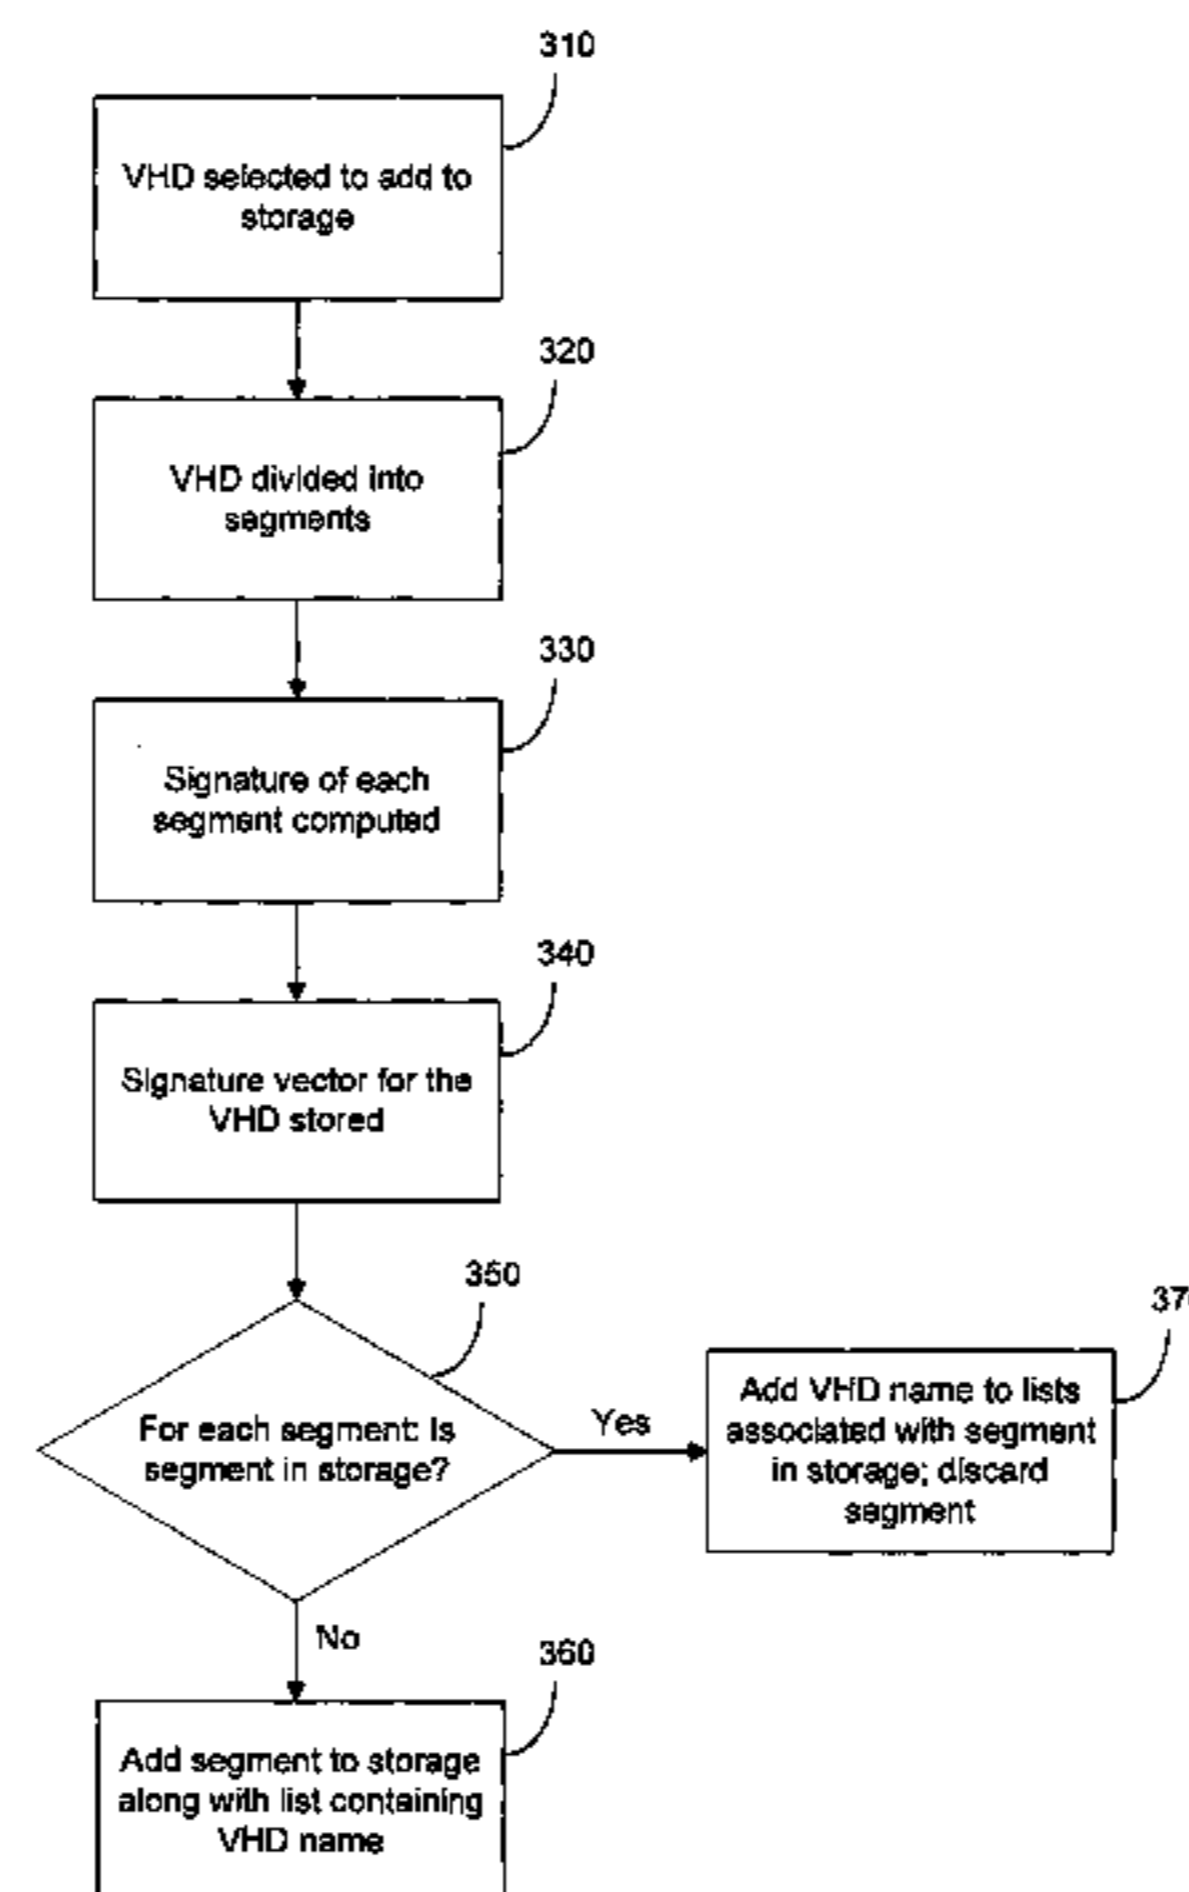 310
VHD selected to add to
storage
320
VHD divided into
segments
330
Signature of each
segment computed
340
Signature vector for the
VHD stored
350
For each segment: Is
segment in storage?
Yes
37
Add VHD name to lists
associated with segment
in storage; discard
segment
No
360
Add segment to storage
along with list containing
VHD name